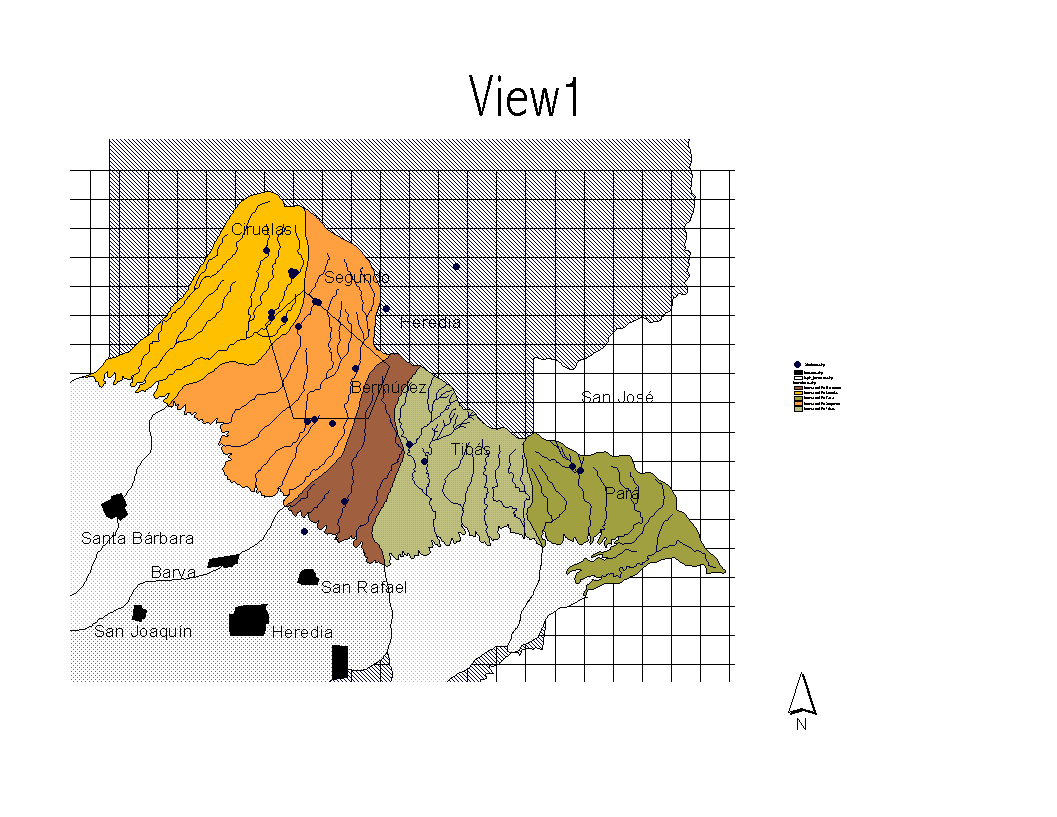 View1
Ciruelas
Segundo
Heredia
Bermúdez
San José
Tibás
Pará
Santa Bárbara
Barva
San Rafael
San Joaquín
Heredia
N